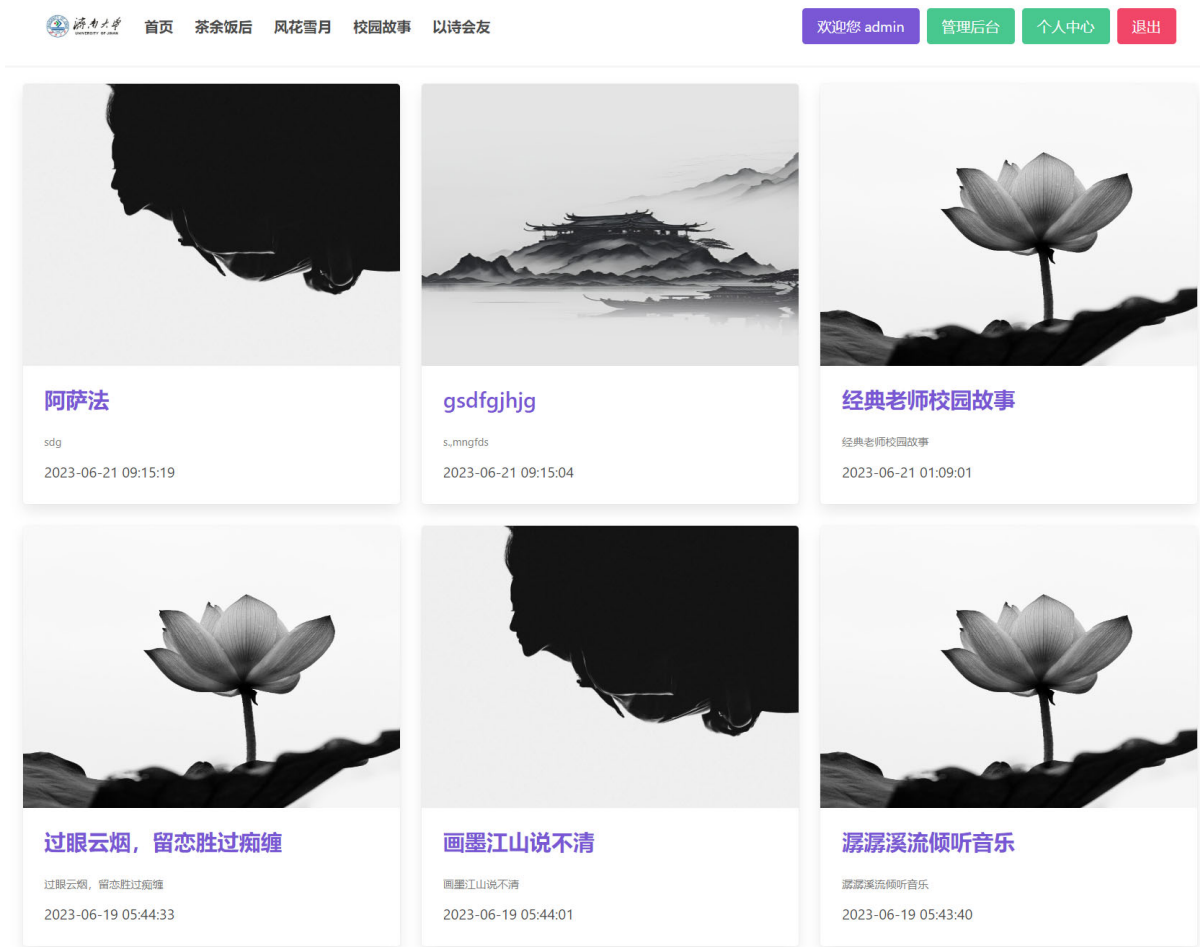 济南大学
UNIVERSITY OF JINAN
首页 茶余饭后 风花雪月 校园故事 以诗会友
欢迎您 admin 管理后台 个人中心 退出
阿萨法
sdg
2023-06-21 09:15:19
gsdfgjhjg
s.,mngfds
2023-06-21 09:15:04
经典老师校园故事
经典老师校园故事
2023-06-21 01:09:01
过眼云烟，留恋胜过痴缠
过眼云烟，留恋胜过痴缠
2023-06-19 05:44:33
画墨江山说不清
画墨江山说不清
2023-06-19 05:44:01
潺潺溪流倾听音乐
潺潺溪流倾听音乐
2023-06-19 05:43:40